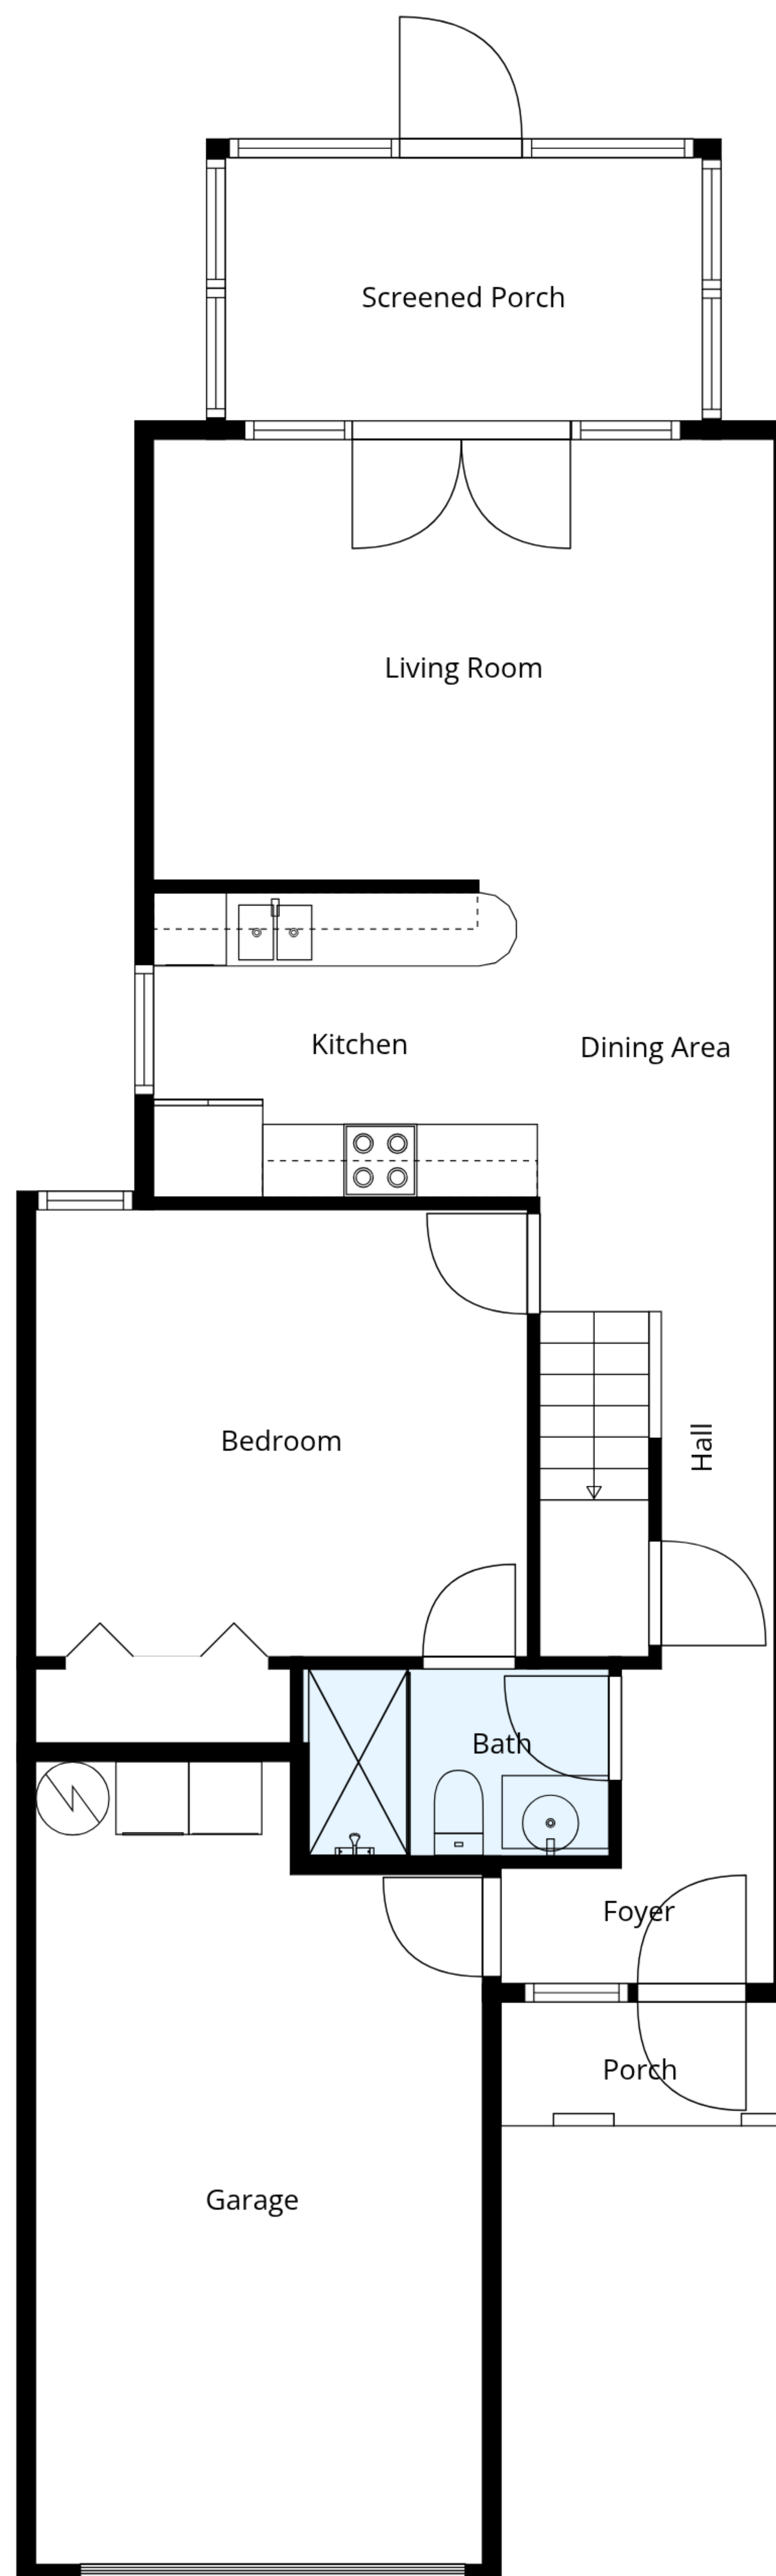 Screened Porch
Living Room
Kitchen
Dining Area
Bedroom
Hall
Bath
Foyer
Porch
Garage